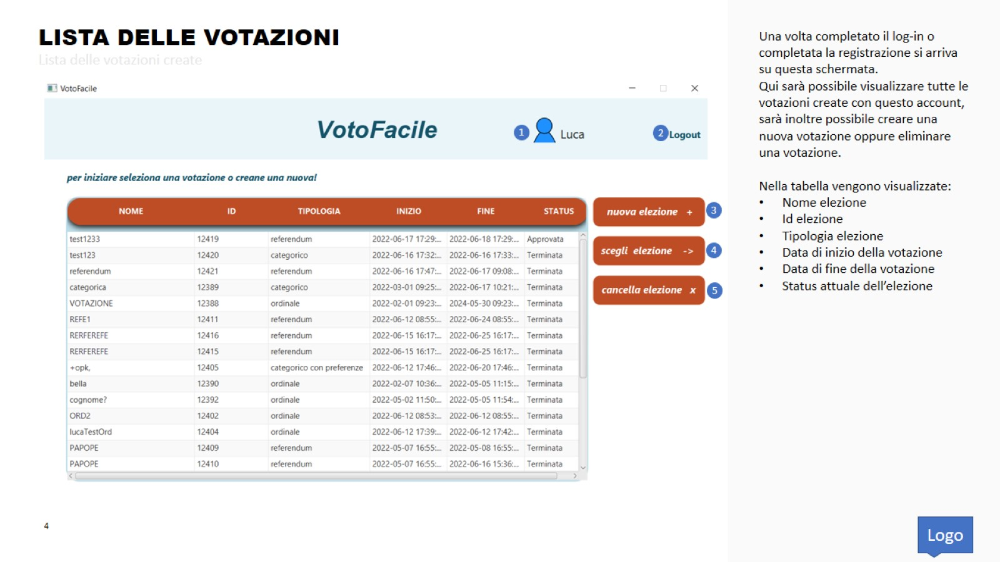 LISTA DELLE VOTAZIONI
Lista delle votazioni create
VotoFacile
VotoFacile
1 Luca
2 Logout
per iniziare seleziona una votazione o creane una nuova!
NOME ID TIPOLOGIA INIZIO FINE STATUS
test1233 12419 referendum 2022-06-17 17:29:... 2022-06-18 17:29:... Approvata
test123 12420 categorico 2022-06-16 17:32:... 2022-06-16 17:33:... Terminata
referendum 12421 referendum 2022-06-16 17:47:... 2022-06-17 09:08:... Terminata
categorica 12389 categorico 2022-03-01 09:25:... 2022-06-17 10:21:... Terminata
VOTAZIONE 12388 ordinale 2022-02-01 09:23:... 2024-05-30 09:23:... Terminata
REFE1 12411 referendum 2022-06-12 08:55:... 2022-06-24 08:55:... Terminata
RERFEREFE 12416 referendum 2022-06-15 16:17:... 2022-06-25 16:17:... Terminata
RERFEREFE 12415 referendum 2022-06-15 16:17:... 2022-06-25 16:17:... Terminata
+opk, 12405 categorico con preferenze 2022-06-12 17:46:... 2022-06-20 17:46:... Terminata
bella 12390 ordinale 2022-02-07 10:36:... 2022-05-05 11:15:... Terminata
cognome? 12392 ordinale 2022-05-02 11:50:... 2022-05-05 11:54:... Terminata
ORD2 12402 ordinale 2022-06-12 08:53:... 2022-06-12 08:55:... Terminata
lucaTestOrd 12404 ordinale 2022-06-12 17:39:... 2022-06-12 17:42:... Terminata
PAPOPE 12409 referendum 2022-05-07 16:55:... 2022-05-08 16:55:... Terminata
PAPOPE 12410 referendum 2022-05-07 16:55:... 2022-06-16 15:36:... Terminata
nuova elezione + 3
scegli elezione -> 4
cancella elezione x 5
Una volta completato il log-in o
completata la registrazione si arriva
su questa schermata.
Qui sarà possibile visualizzare tutte le
votazioni create con questo account,
sarà inoltre possibile creare una
nuova votazione oppure eliminare
una votazione.
Nella tabella vengono visualizzate:
• Nome elezione
• Id elezione
• Tipologia elezione
• Data di inizio della votazione
• Data di fine della votazione
• Status attuale dell’elezione
4
Logo